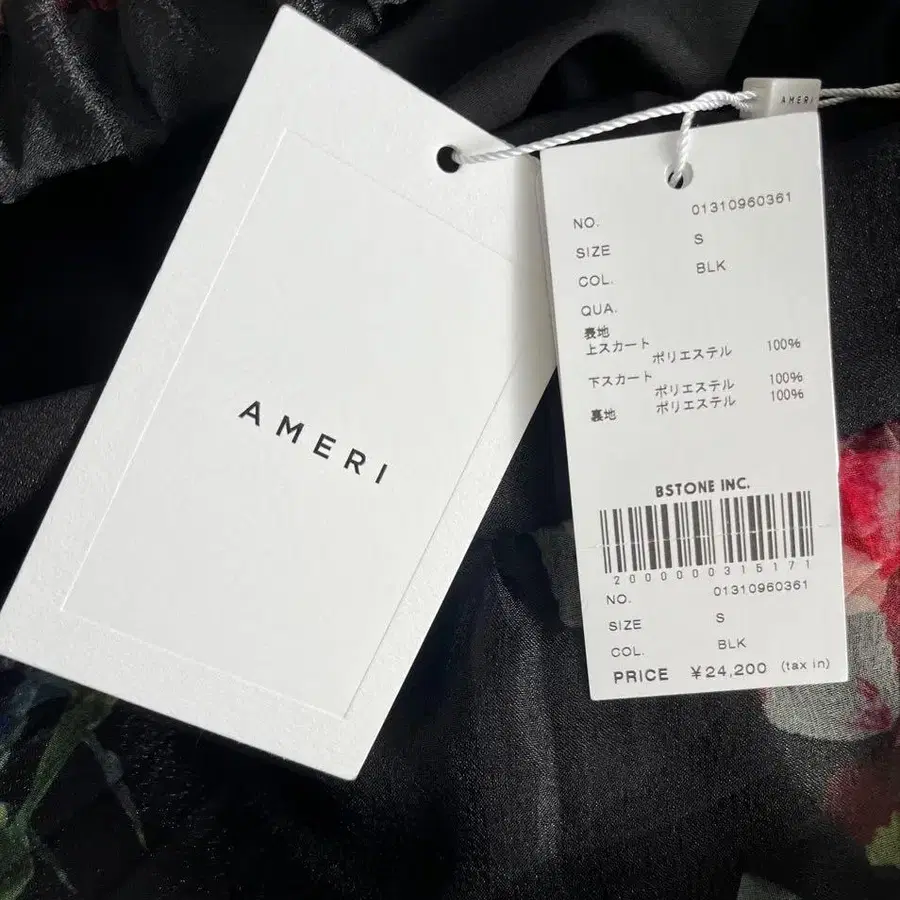 AMERI
AMERI
NO. 01310960361
SIZE S
COL. BLK
QUA.
表地
上スカート ポリエステル 100%
下スカート ポリエステル 100%
裏地 ポリエステル 100%
BSTONE INC.
2000000315171
NO. 01310960361
SIZE S
COL. BLK
PRICE ¥24,200 (tax in)